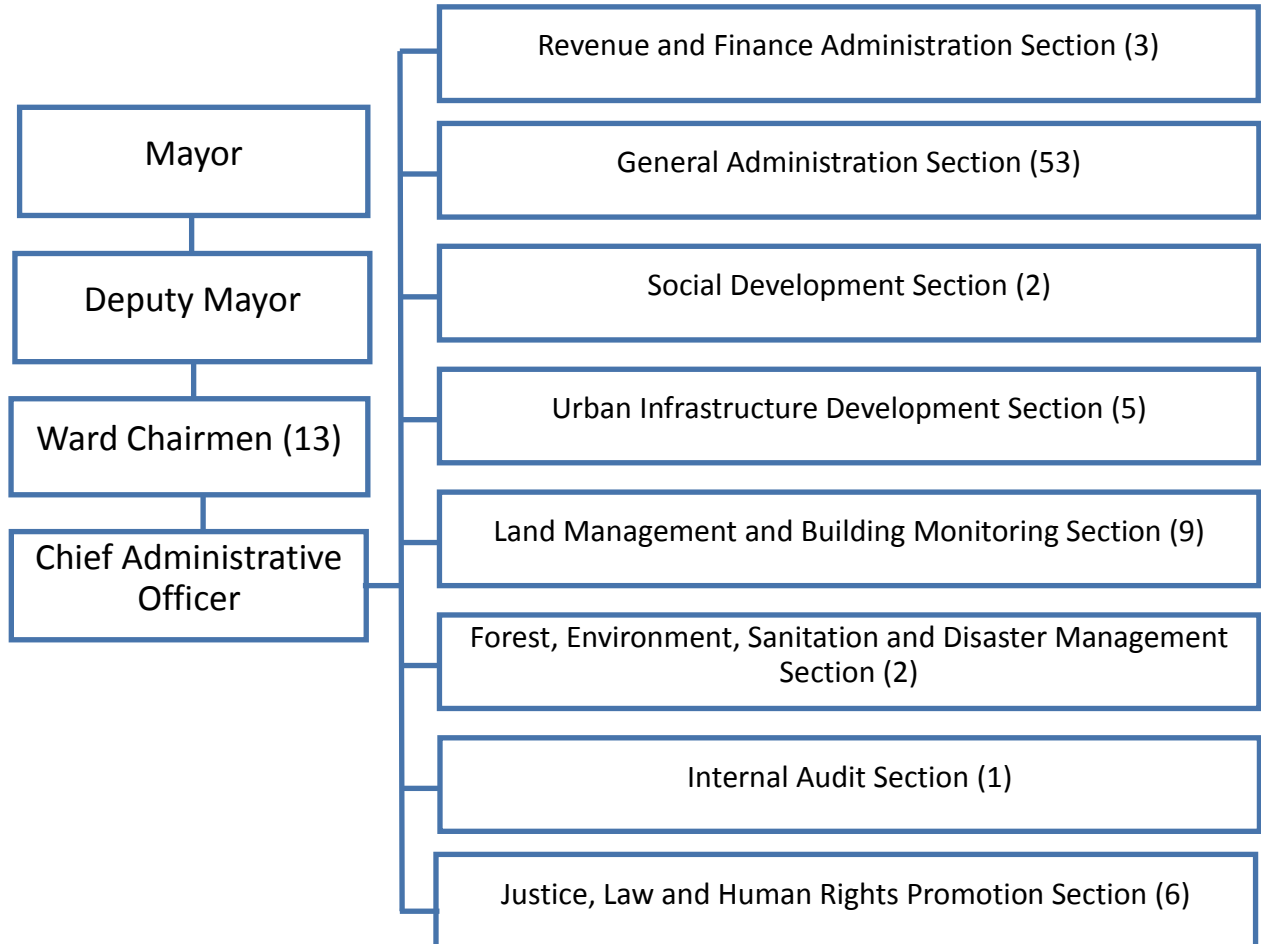 Mayor
Deputy Mayor
Ward Chairmen (13)
Chief Administrative
Officer
Revenue and Finance Administration Section (3)
General Administration Section (53)
Social Development Section (2)
Urban Infrastructure Development Section (5)
Land Management and Building Monitoring Section (9)
Forest, Environment, Sanitation and Disaster Management
Section (2)
Internal Audit Section (1)
Justice, Law and Human Rights Promotion Section (6)